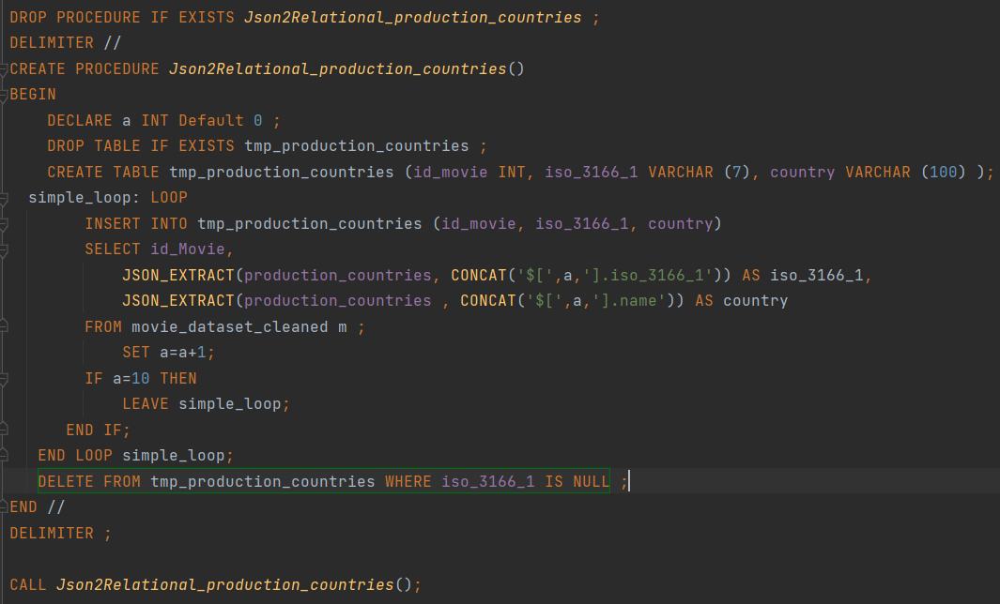 DROP PROCEDURE IF EXISTS Json2Relational_production_countries ;
DELIMITER //
CREATE PROCEDURE Json2Relational_production_countries()
BEGIN
    DECLARE a INT Default 0 ;
    DROP TABLE IF EXISTS tmp_production_countries ;
    CREATE TABLE tmp_production_countries (id_movie INT, iso_3166_1 VARCHAR (7), country VARCHAR (100) );
  simple_loop: LOOP
        INSERT INTO tmp_production_countries (id_movie, iso_3166_1, country)
        SELECT id_Movie,
            JSON_EXTRACT(production_countries, CONCAT('$[',a,'].iso_3166_1')) AS iso_3166_1,
            JSON_EXTRACT(production_countries , CONCAT('$[',a,'].name')) AS country
        FROM movie_dataset_cleaned m ;
            SET a=a+1;
        IF a=10 THEN
            LEAVE simple_loop;
      END IF;
   END LOOP simple_loop;
   DELETE FROM tmp_production_countries WHERE iso_3166_1 IS NULL ;
END //
DELIMITER ;

CALL Json2Relational_production_countries();